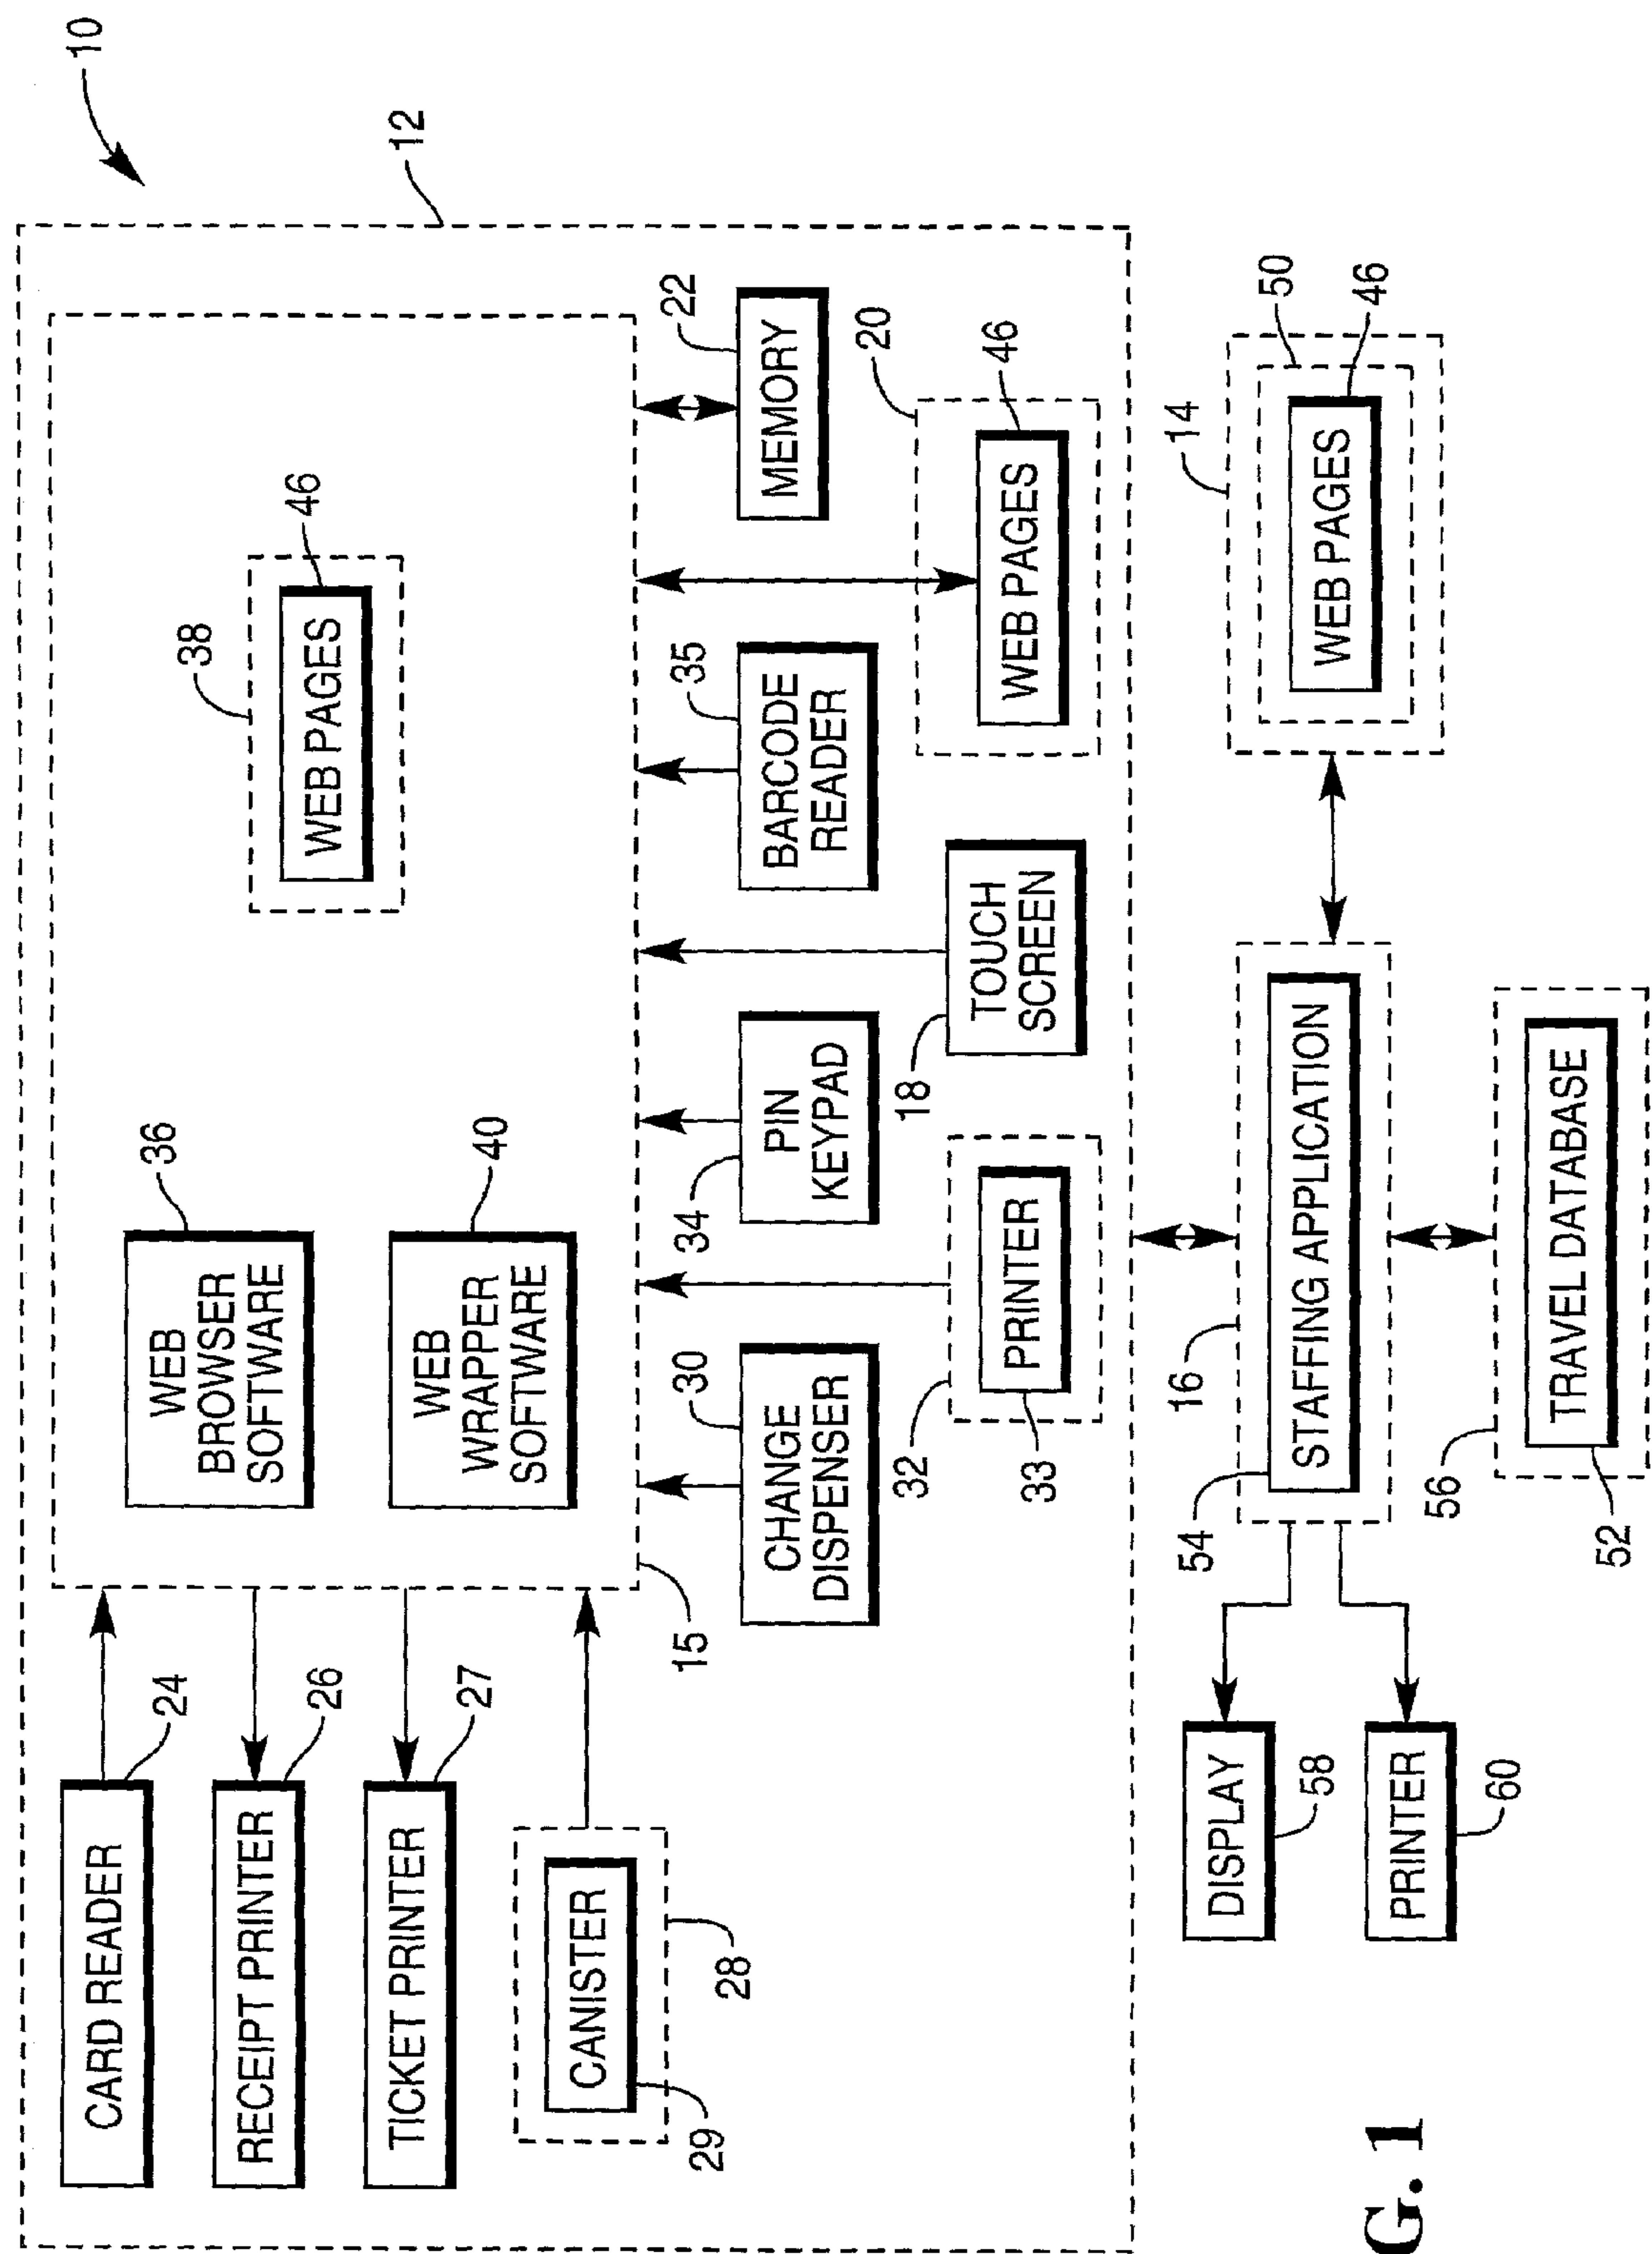 10
12
CARD READER
24
RECEIPT PRINTER
26
TICKET PRINTER
27
CANISTER
29
28
WEB
BROWSER
SOFTWARE
36
WEB
WRAPPER
SOFTWARE
40
38
WEB PAGES
46
15
CHANGE
DISPENSER
30
34
PIN
KEYPAD
BARCODE
READER
35
MEMORY
22
32
PRINTER
33
18
TOUCH
SCREEN
20
WEB PAGES
46
16
STAFFING APPLICATION
54
14
50
WEB PAGES
46
DISPLAY
58
PRINTER
60
56
TRAVEL DATABASE
52
G. 1